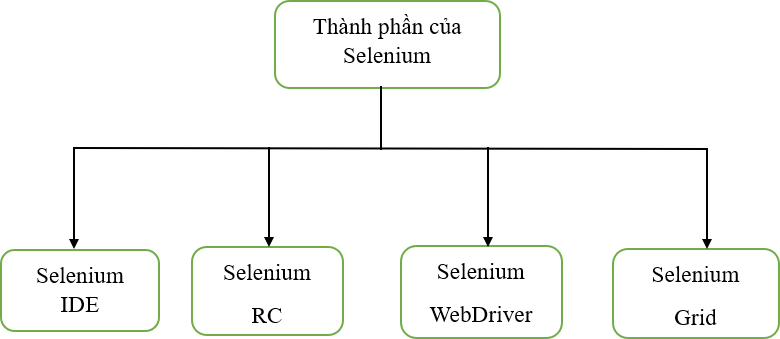 Thành phần của
Selenium
Selenium
IDE
Selenium
RC
Selenium
WebDriver
Selenium
Grid